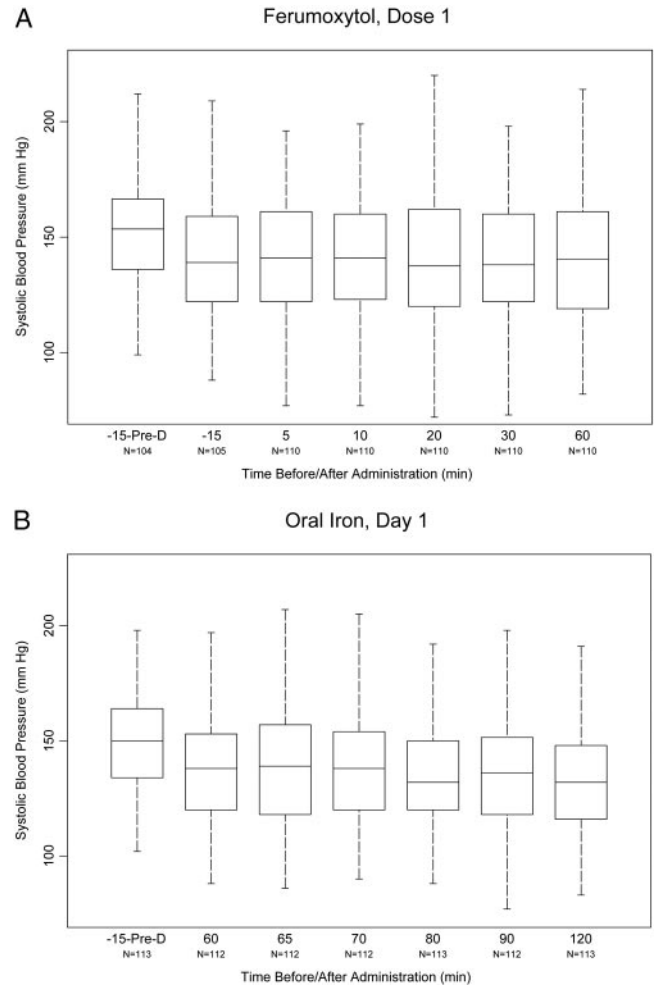 A
Ferumoxytol, Dose 1
Systolic Blood Pressure (mm Hg)
200
150
100
-15-Pre-D -15 5 10 20 30 60
N=104 N=105 N=110 N=110 N=110 N=110 N=110
Time Before/After Administration (min)
B
Oral Iron, Day 1
Systolic Blood Pressure (mm Hg)
200
150
100
-15-Pre-D 60 65 70 80 90 120
N=113 N=112 N=112 N=112 N=113 N=112 N=113
Time Before/After Administration (min)